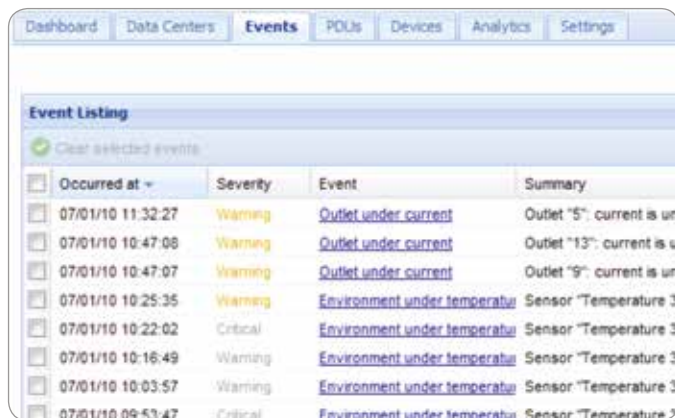 Dashboard Data Centers Events PDUs Devices Analytics Settings
Event Listing
Clear selected events
Occurred at Severity Event Summary
07/01/10 11:32:27 Warning Outlet under current Outlet "5": current is
07/01/10 10:47:08 Warning Outlet under current Outlet "13": current is
07/01/10 10:47:07 Warning Outlet under current Outlet "9": current is
07/01/10 10:25:35 Warning Environment under temperatu Sensor "Temperature 3
07/01/10 10:22:02 Critical Environment under temperatu Sensor "Temperature 3
07/01/10 10:16:49 Warning Environment under temperatu Sensor "Temperature 3
07/01/10 10:03:57 Warning Environment under temperatu Sensor "Temperature 3
07/01/10 09:53:47 Critical Environment under temperatu Sensor "Temperature